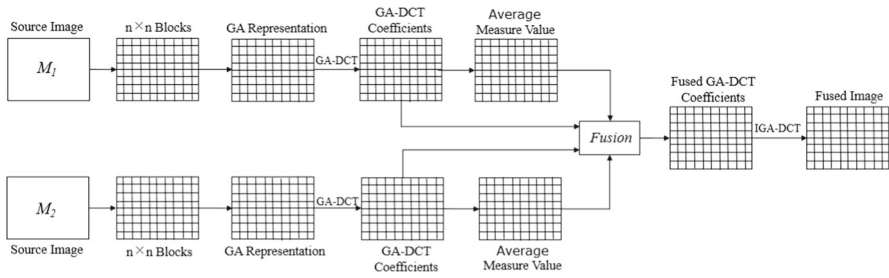 Source Image
n×n Blocks
GA Representation
GA-DCT
Coefficients
Average
Measure Value
M1
GA-DCT
Fused GA-DCT
Coefficients
Fused Image
Fusion
IGA-DCT
M2
GA-DCT
Source Image
n×n Blocks
GA Representation
GA-DCT
Coefficients
Average
Measure Value